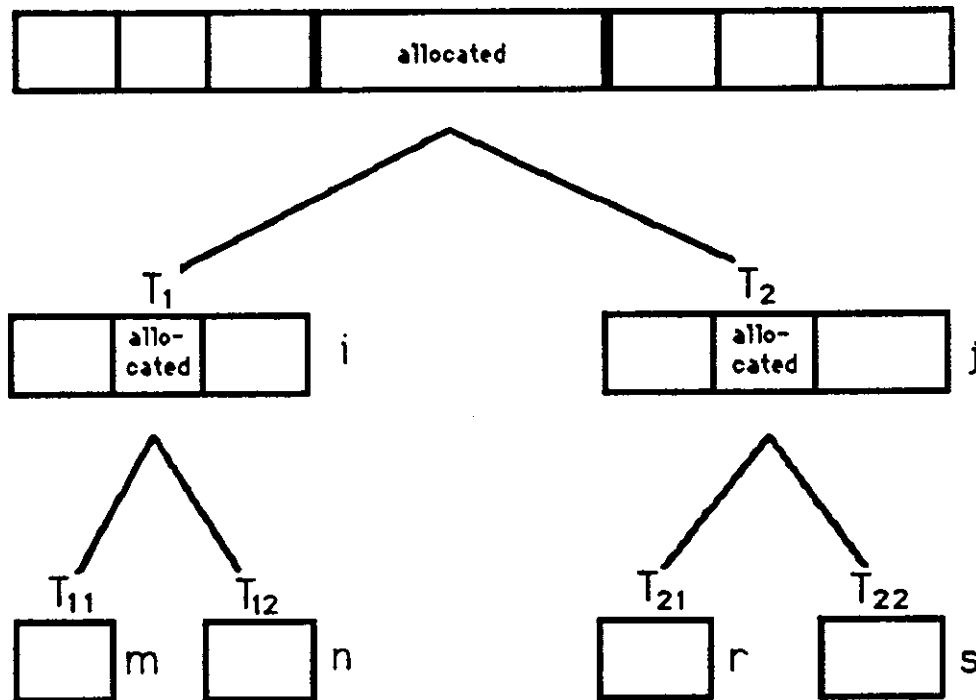 allocated
T₁
T₂
allo-
cated
i
allo-
cated
j
T₁₁
T₁₂
T₂₁
T₂₂
m
n
r
s